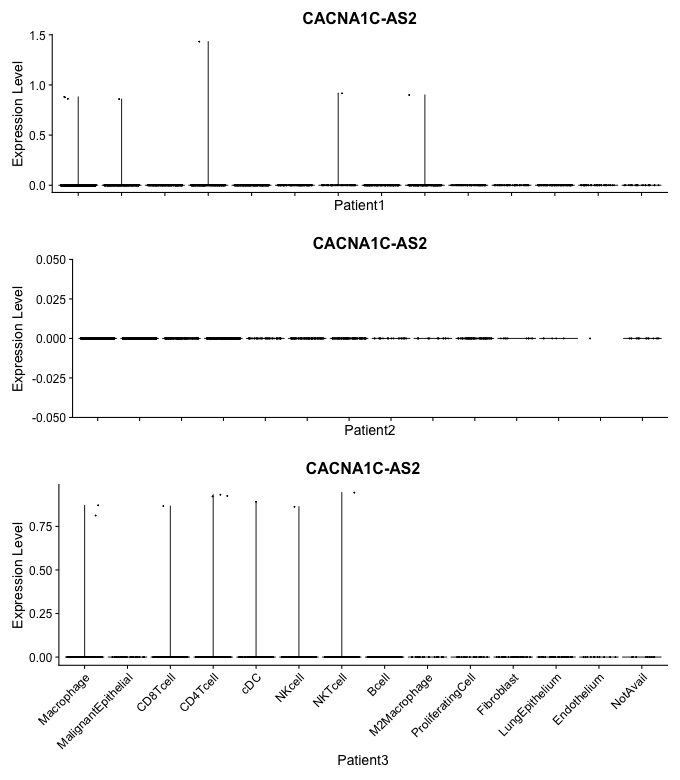 CACNA1C-AS2
Expression Level
1.5
1.0
0.5
0.0
Patient1
CACNA1C-AS2
Expression Level
0.050
0.025
0.000
-0.025
-0.050
Patient2
CACNA1C-AS2
Expression Level
0.75
0.50
0.25
0.00
Macrophage
MalignantEpithelial
CD8Tcell
CD4Tcell
cDC
NKcell
NKTcell
Bcell
M2Macrophage
ProliferatingCell
Fibroblast
LungEpithelium
Endothelium
NotAvail
Patient3